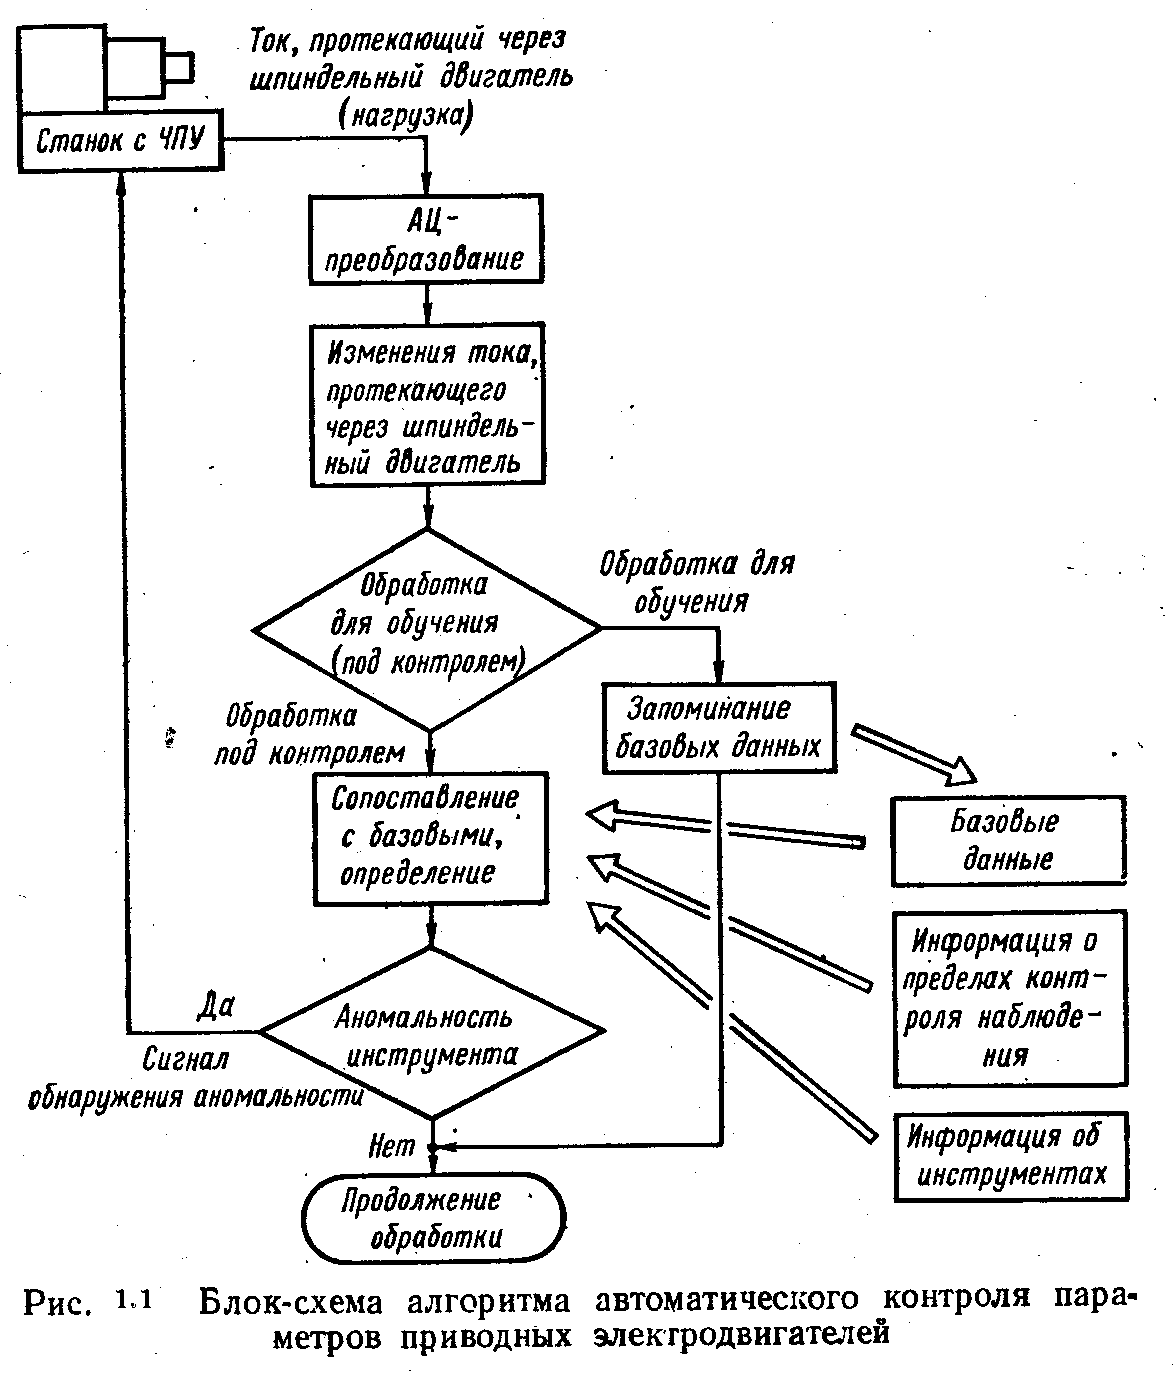 Ток, протекающий через
шпиндельный двигатель
(нагрузка)
Станок с ЧПУ
АЦ-
преобразование
Изменения тока,
протекающего
через шпиндель-
ный двигатель
Обработка
для обучения
(под контролем)
Обработка для
обучения
Обработка
под контролем
Запоминание
базовых данных
Сопоставление
с базовыми,
определение
Базовые
данные
Информация о
пределах конт-
роля наблюде-
ния
Да
Аномальность
инструмента
Сигнал
обнаружения аномальности
Информация об
инструментах
Нет
Продолжение
обработки
Рис. 1.1 Блок-схема алгоритма автоматического контроля пара-
метров приводных электродвигателей